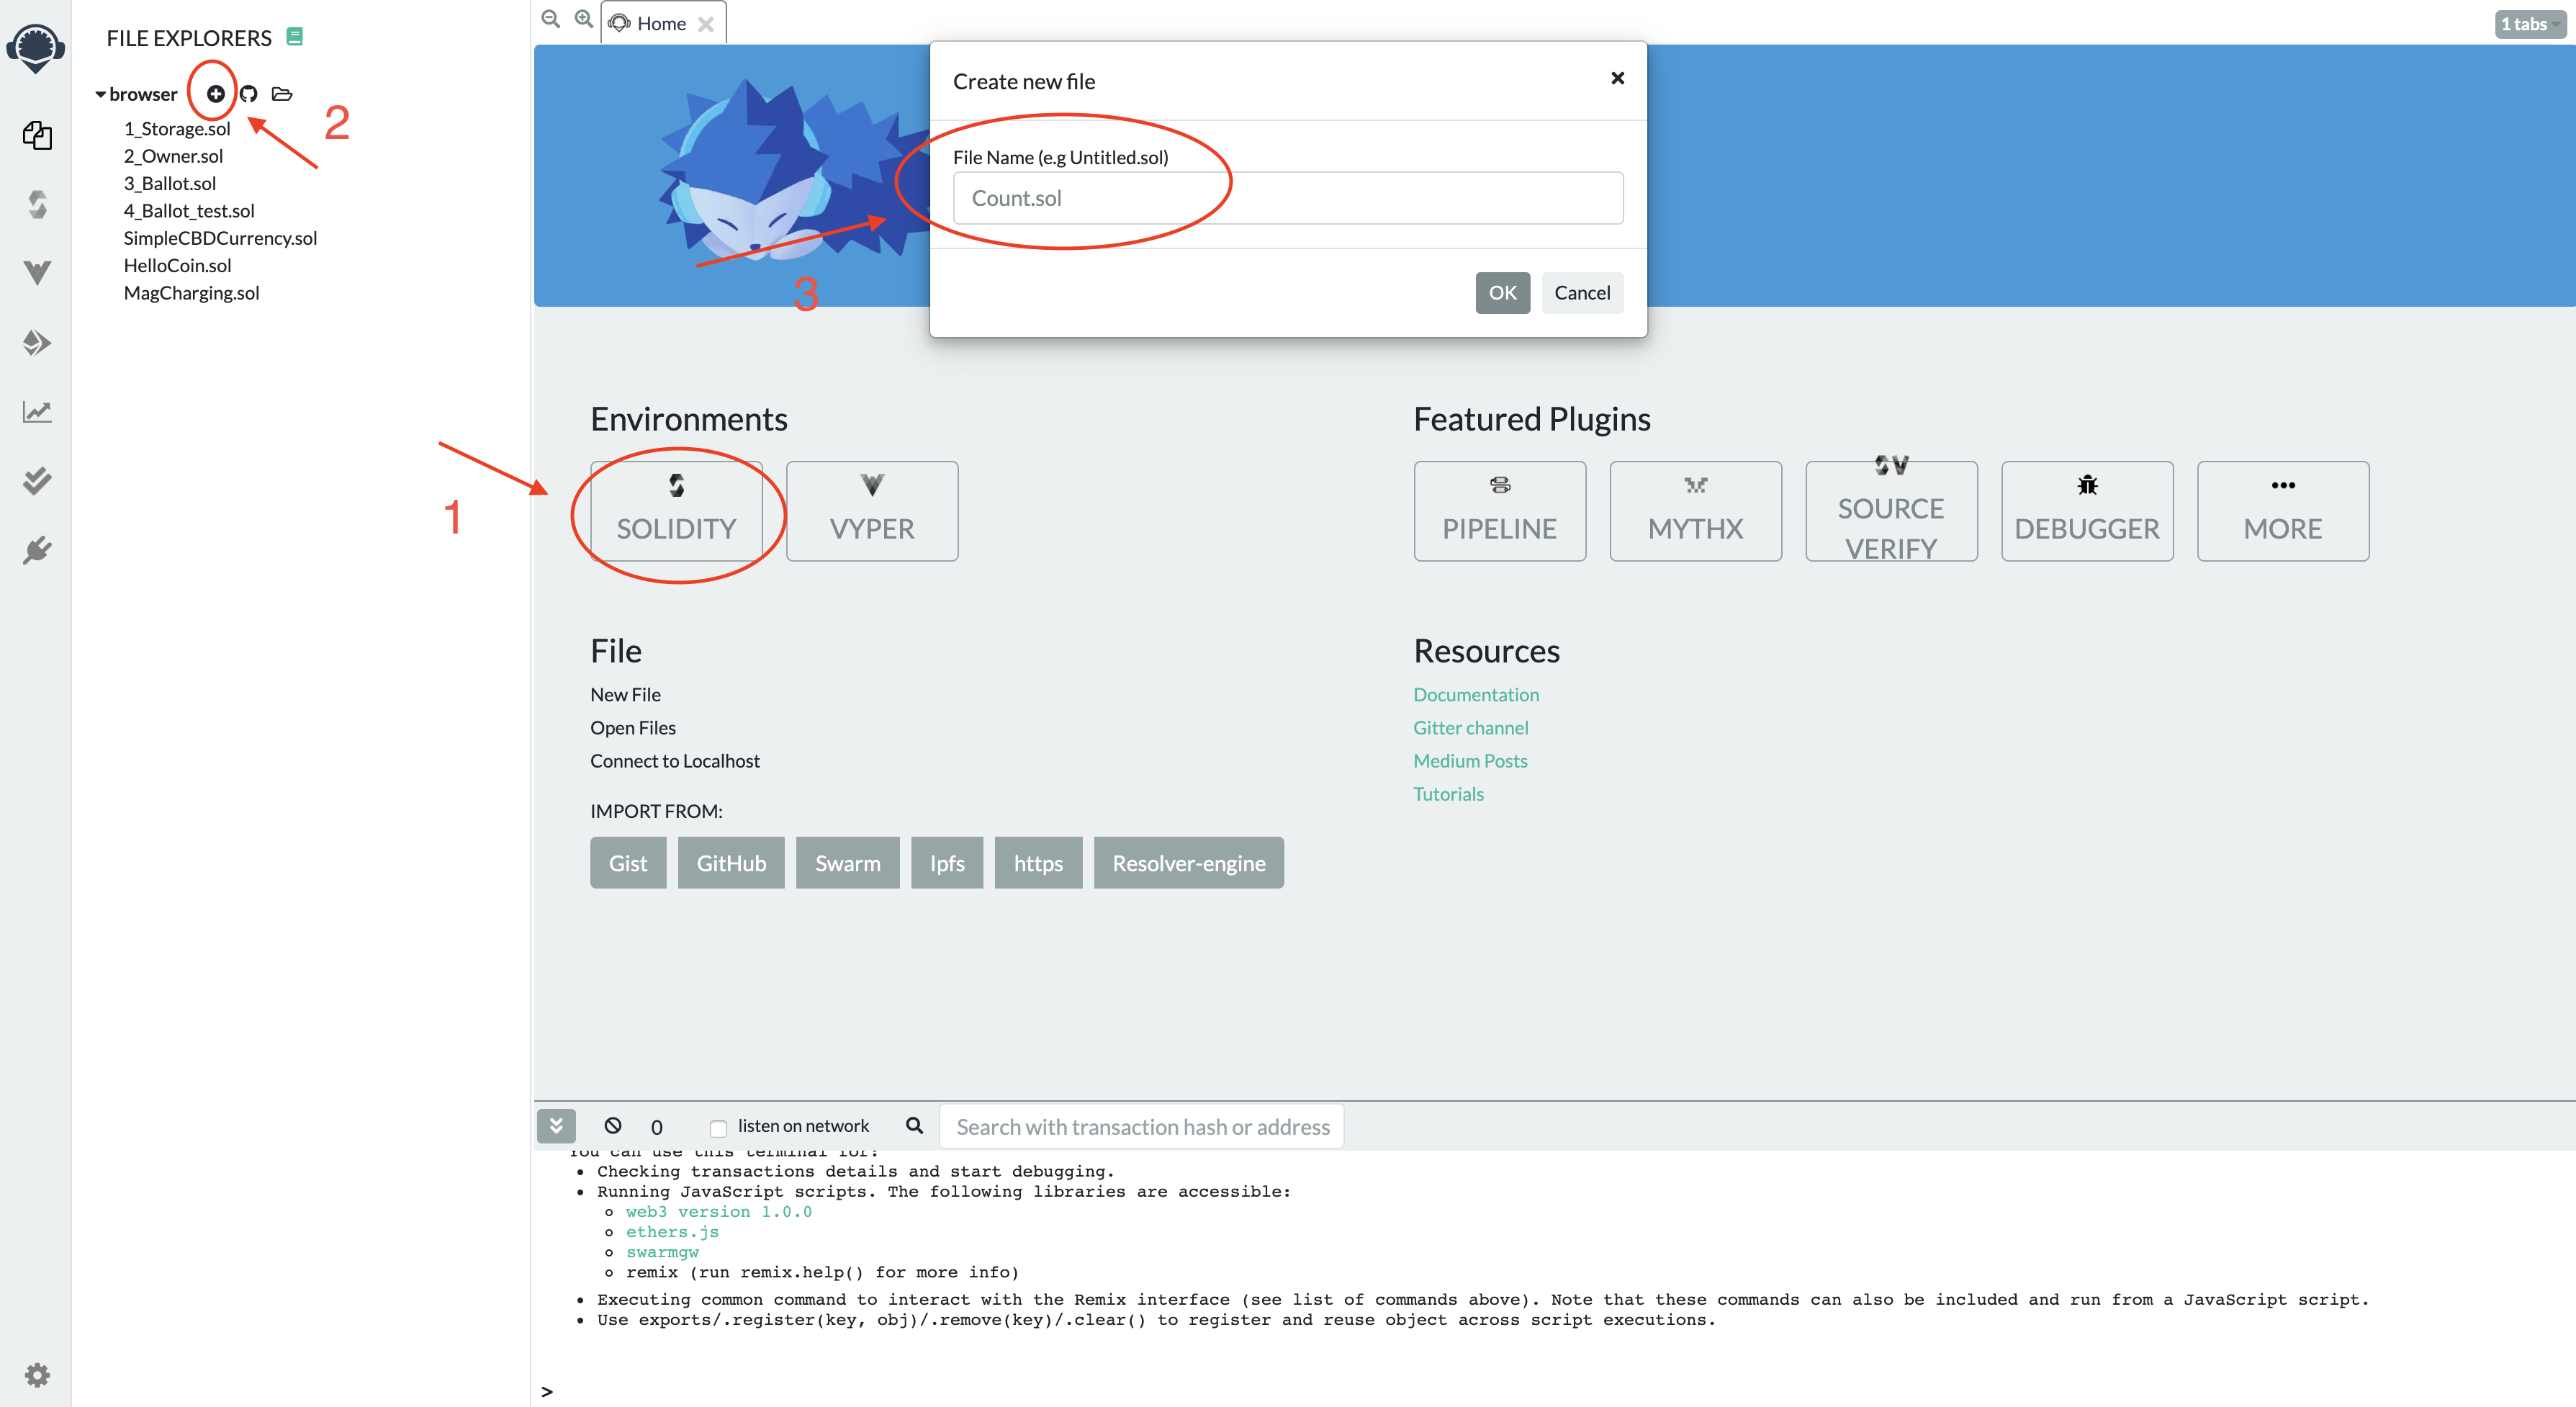 FILE EXPLORERS
browser
1_Storage.sol
2_Owner.sol
3_Ballot.sol
4_Ballot_test.sol
SimpleCBDCurrency.sol
HelloCoin.sol
MagCharging.sol
2
Home
1 tabs
Create new file
File Name (e.g Untitled.sol)
Count.sol
OK Cancel
3
1
Environments
SOLIDITY
VYPER
Featured Plugins
PIPELINE
MYTHX
SOURCE
VERIFY
DEBUGGER
MORE
File
New File
Open Files
Connect to Localhost
IMPORT FROM:
Gist GitHub Swarm Ipfs https Resolver-engine
Resources
Documentation
Gitter channel
Medium Posts
Tutorials
0 listen on network Search with transaction hash or address
You can use this terminal for:
Checking transactions details and start debugging.
Running JavaScript scripts. The following libraries are accessible:
web3 version 1.0.0
ethers.js
swarmgw
remix (run remix.help() for more info)
Executing common command to interact with the Remix interface (see list of commands above). Note that these commands can also be included and run from a JavaScript script.
Use exports/.register(key, obj)/.remove(key)/.clear() to register and reuse object across script executions.
>